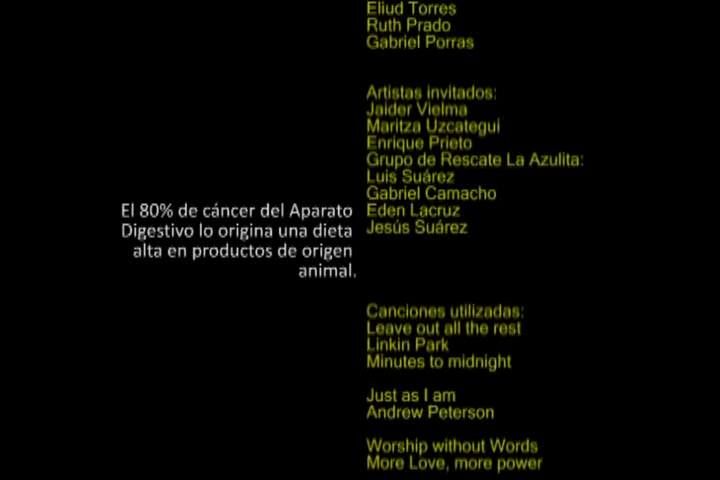 Eliud Torres
Ruth Prado
Gabriel Porras
Artistas invitados:
Jaider Vielma
Maritza Uzcategui
Enrique Prieto
Grupo de Rescate La Azulita:
Luis Suárez
Gabriel Camacho
Eden Lacruz
Jesús Suárez
El 80% de cáncer del Aparato
Digestivo lo origina una dieta
alta en productos de origen
animal.
Canciones utilizadas:
Leave out all the rest
Linkin Park
Minutes to midnight
Just as I am
Andrew Peterson
Worship without Words
More Love, more power